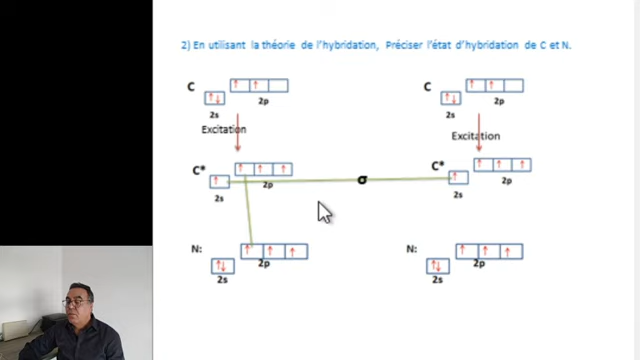 2) En utilisant la théorie de l'hybridation, Préciser l'état d'hybridation de C et N.
C
2s
2p
C
2s
2p
Excitation
Excitation
C*
2s
2p
σ
C*
2s
2p
N:
2s
2p
N:
2s
2p